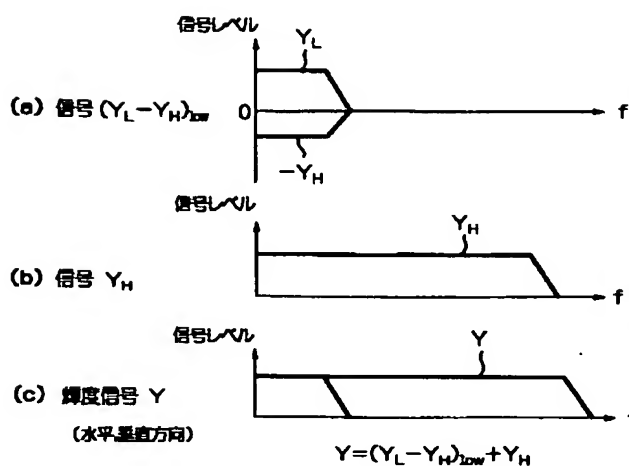 信号レベル
Y_L
(a) 信号 (Y_L−Y_H)_low
0
f
−Y_H
信号レベル
Y_H
(b) 信号 Y_H
f
信号レベル
Y
(c) 輝度信号 Y
(水平,垂直方向)
Y=(Y_L−Y_H)_low+Y_H